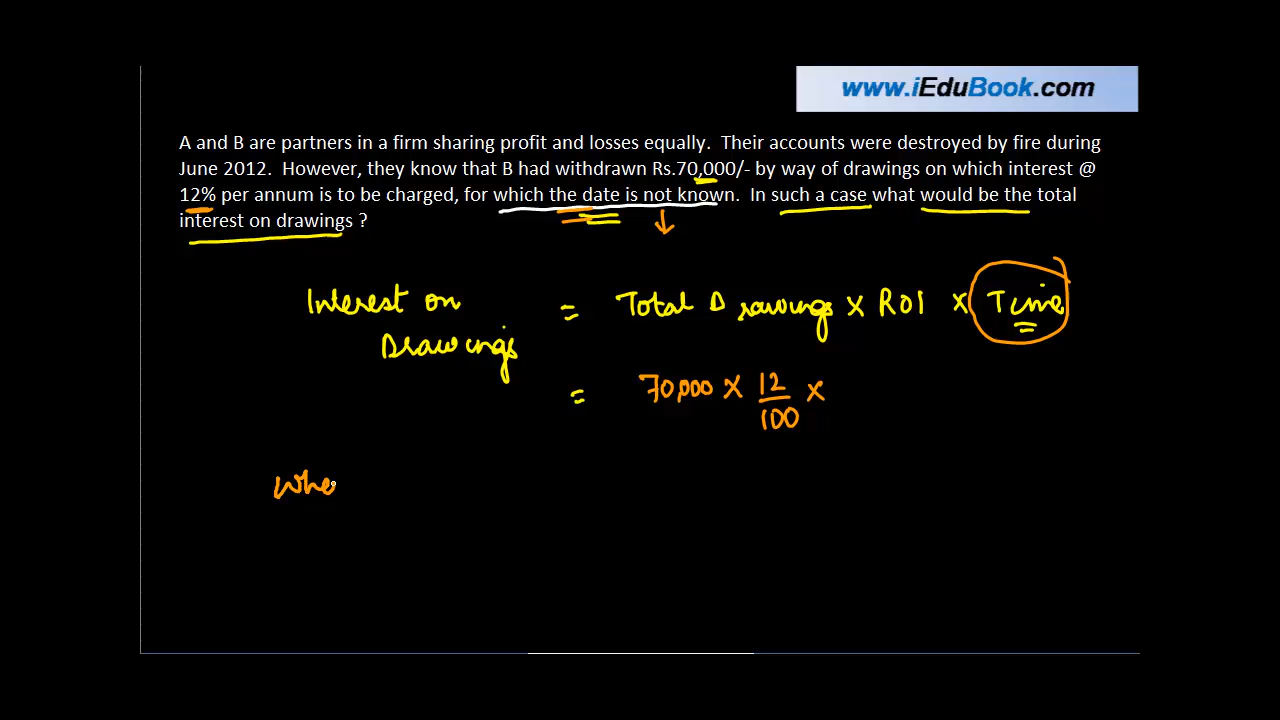 www.iEduBook.com
A and B are partners in a firm sharing profit and losses equally. Their accounts were destroyed by fire during
June 2012. However, they know that B had withdrawn Rs.70,000/- by way of drawings on which interest @
12% per annum is to be charged, for which the date is not known. In such a case what would be the total
interest on drawings ?
Interest on = Total Drawings × ROI × Time
Drawings
= 70,000 × 12/100 ×
Whe